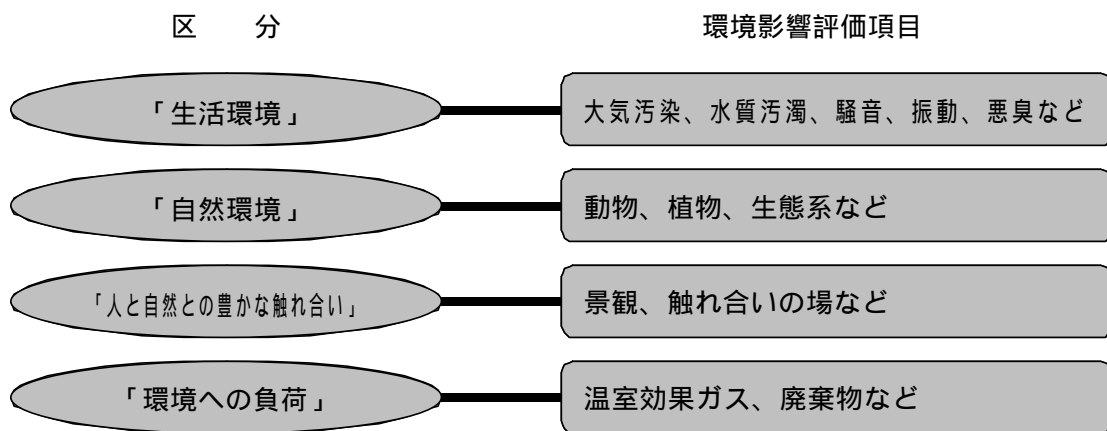 区　分　環境影響評価項目
「生活環境」　大気汚染、水質汚濁、騒音、振動、悪臭など
「自然環境」　動物、植物、生態系など
「人と自然との豊かな触れ合い」　景観、触れ合いの場など
「環境への負荷」　温室効果ガス、廃棄物など